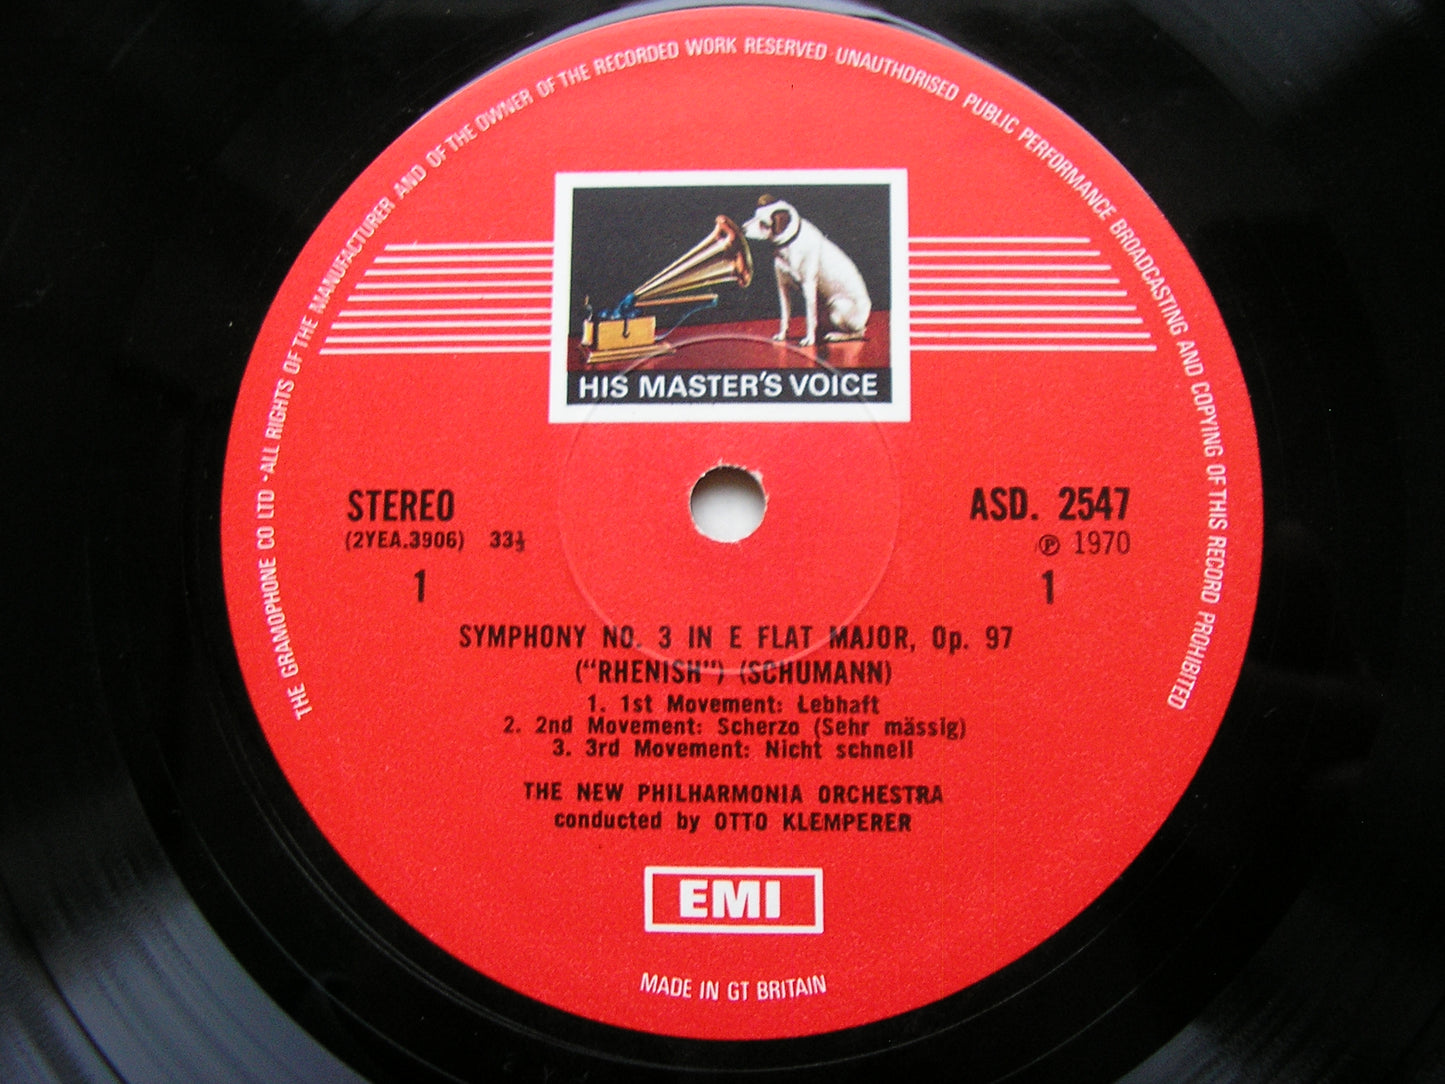 THE GRAMOPHONE CO LTD · ALL RIGHTS OF THE MANUFACTURER AND OF THE OWNER OF THE RECORDED WORK RESERVED · UNAUTHORISED PUBLIC PERFORMANCE BROADCASTING AND COPYING OF THIS RECORD PROHIBITED
HIS MASTER'S VOICE
STEREO ASD. 2547
(2YEA.3906) 33⅓ ℗ 1970
1 1
SYMPHONY NO. 3 IN E FLAT MAJOR, Op. 97
("RHENISH") (SCHUMANN)
1. 1st Movement: Lebhaft
2. 2nd Movement: Scherzo (Sehr mässig)
3. 3rd Movement: Nicht schnell
THE NEW PHILHARMONIA ORCHESTRA
conducted by OTTO KLEMPERER
EMI
MADE IN GT BRITAIN